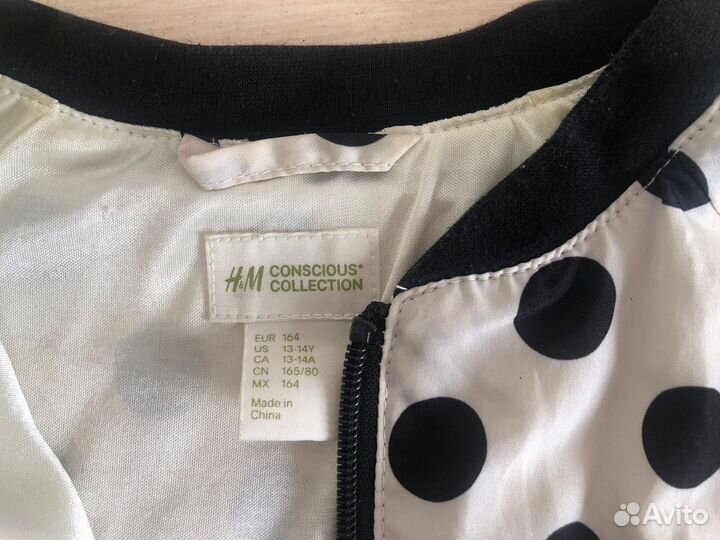 H&M CONSCIOUS*
COLLECTION
EUR 164
US 13-14Y
CA 13-14A
CN 165/80
MX 164
Made in
China
Avito